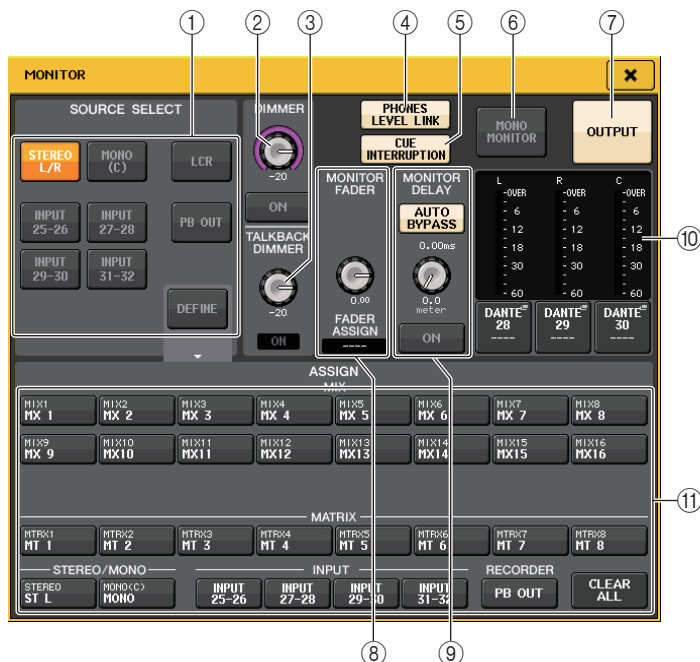 ① ② ③ ④ ⑤ ⑥ ⑦
MONITOR
SOURCE SELECT
STEREO L/R
MONO (C)
LCR
INPUT 25-26
INPUT 27-28
PB OUT
INPUT 29-30
INPUT 31-32
DEFINE
DIMMER
-20
ON
TALKBACK DIMMER
-20
ON
PHONES LEVEL LINK
CUE INTERRUPTION
MONITOR FADER
0.00
FADER ASSIGN
----
MONITOR DELAY
AUTO BYPASS
0.00ms
0.0
meter
ON
MONO MONITOR
OUTPUT
L R C
-OVER -OVER -OVER
- 6 - 6 - 6
- 12 - 12 - 12
- 18 - 18 - 18
- 30 - 30 - 30
- 60 - 60 - 60
⑩
DANTE 28 ----
DANTE 29 ----
DANTE 30 ----
ASSIGN
MIX
MIX1 MX 1
MIX2 MX 2
MIX3 MX 3
MIX4 MX 4
MIX5 MX 5
MIX6 MX 6
MIX7 MX 7
MIX8 MX 8
MIX9 MX 9
MIX10 MX10
MIX11 MX11
MIX12 MX12
MIX13 MX13
MIX14 MX14
MIX15 MX15
MIX16 MX16
⑪
MATRIX
MTRX1 MT 1
MTRX2 MT 2
MTRX3 MT 3
MTRX4 MT 4
MTRX5 MT 5
MTRX6 MT 6
MTRX7 MT 7
MTRX8 MT 8
STEREO/MONO
INPUT
RECORDER
STEREO ST L
MONO(C) MONO
INPUT 25-26
INPUT 27-28
INPUT 29-30
INPUT 31-32
PB OUT
CLEAR ALL
⑧ ⑨